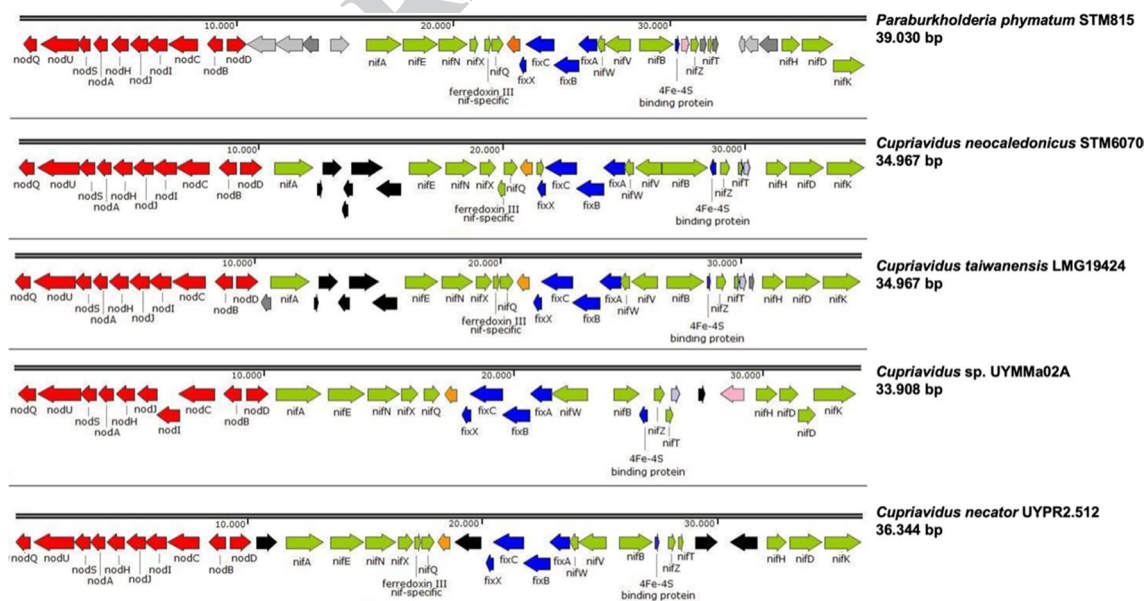 10.000 20.000 30.000
Paraburkholderia phymatum STM815
39.030 bp
nodQ nodU nodS nodA nodH nodJ nodI nodC nodB nodD nifA nifE nifN nifX nifQ fixX fixC fixB fixA nifW nifV nifB nifZ nifT nifH nifD nifK
ferredoxin III
nif-specific
4Fe-4S
binding protein
10.000 20.000 30.000
Cupriavidus neocaledonicus STM6070
34.967 bp
nodQ nodU nodS nodA nodH nodJ nodI nodC nodB nodD nifA nifE nifN nifX nifQ fixX fixC fixB fixA nifW nifV nifB nifZ nifT nifH nifD nifK
ferredoxin III
nif-specific
4Fe-4S
binding protein
10.000 20.000 30.000
Cupriavidus taiwanensis LMG19424
34.967 bp
nodQ nodU nodS nodA nodH nodJ nodI nodC nodB nodD nifA nifE nifN nifX nifQ fixX fixC fixB fixA nifW nifV nifB nifZ nifT nifH nifD nifK
ferredoxin III
nif-specific
4Fe-4S
binding protein
10.000 20.000 30.000
Cupriavidus sp. UYMMa02A
33.908 bp
nodQ nodU nodS nodA nodH nodJ nodI nodC nodB nodD nifA nifE nifN nifX nifQ fixX fixC fixB fixA nifW nifB nifZ nifT nifH nifD nifD nifK
4Fe-4S
binding protein
10.000 20.000 30.000
Cupriavidus necator UYPR2.512
36.344 bp
nodQ nodU nodS nodA nodH nodJ nodI nodC nodB nodD nifA nifE nifN nifX nifQ fixX fixC fixB fixA nifW nifV nifB nifZ nifT nifH nifD nifK
ferredoxin III
nif-specific
4Fe-4S
binding protein